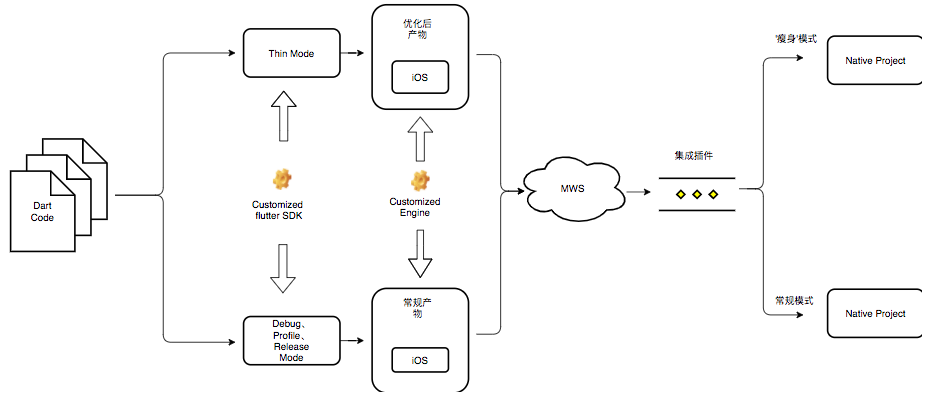 Dart
Code
Thin Mode
Customized
flutter SDK
Debug、
Profile、
Release
Mode
优化后
产物
iOS
Customized
Engine
常规产
物
iOS
MWS
集成插件
'瘦身'模式
Native Project
常规模式
Native Project